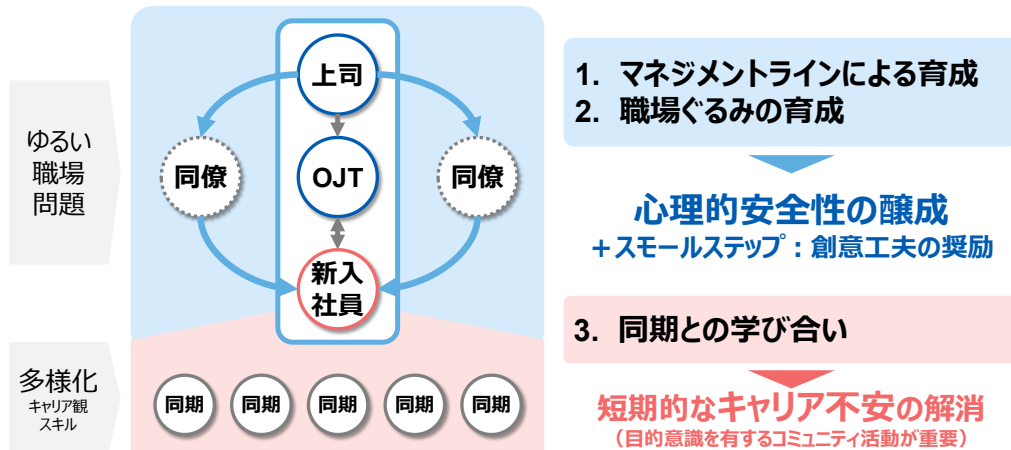 ゆるい
職場
問題
上司
同僚
OJT
同僚
新入
社員
1. マネジメントラインによる育成
2. 職場ぐるみの育成
心理的安全性の醸成
＋スモールステップ：創意工夫の奨励
多様化
キャリア観
スキル
同期
同期
同期
同期
同期
3. 同期との学び合い
短期的なキャリア不安の解消
（目的意識を有するコミュニティ活動が重要）